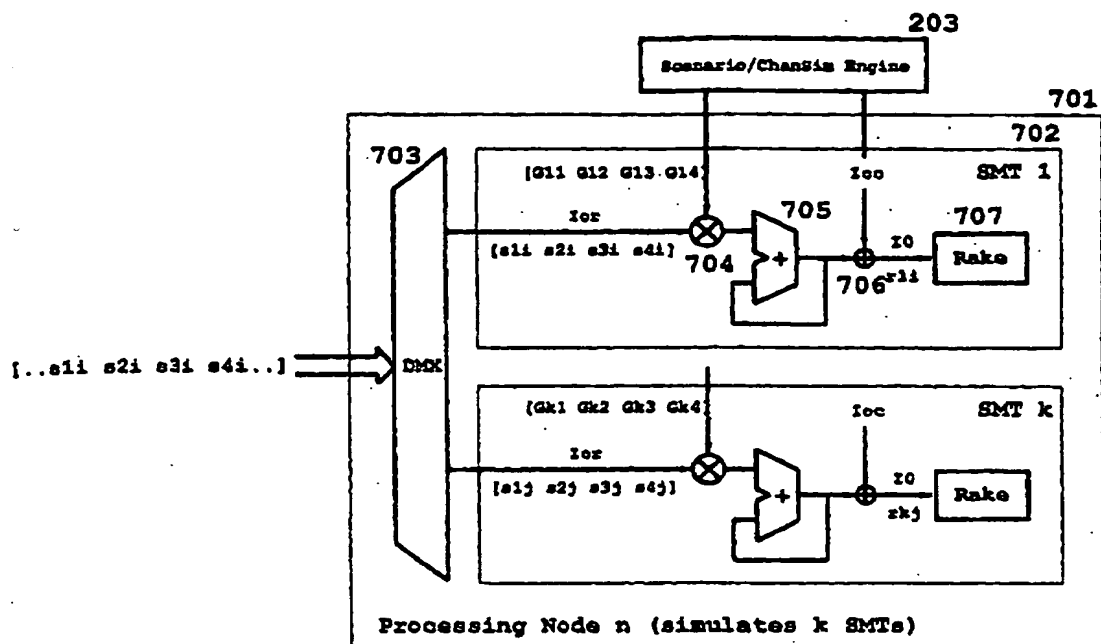 203
Scenario/ChanSim Engine
701
702
703
[G11 G12 G13 G14]
Ioc
SMT 1
Ior
705
707
[s1i s2i s3i s4i]
704
+
I0
Rake
706
r1i
[..s1i s2i s3i s4i..]
DMX
[Gk1 Gk2 Gk3 Gk4]
Ioc
SMT k
Ior
[s1j s2j s3j s4j]
+
I0
Rake
rkj
Processing Node n (simulates k SMTs)